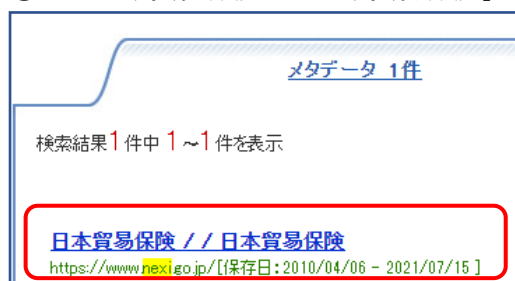 メタデータ 1件
検索結果1件中 1～1件を表示
日本貿易保険 // 日本貿易保険
https://www.nexi.go.jp/[保存日:2010/04/06 - 2021/07/15 ]